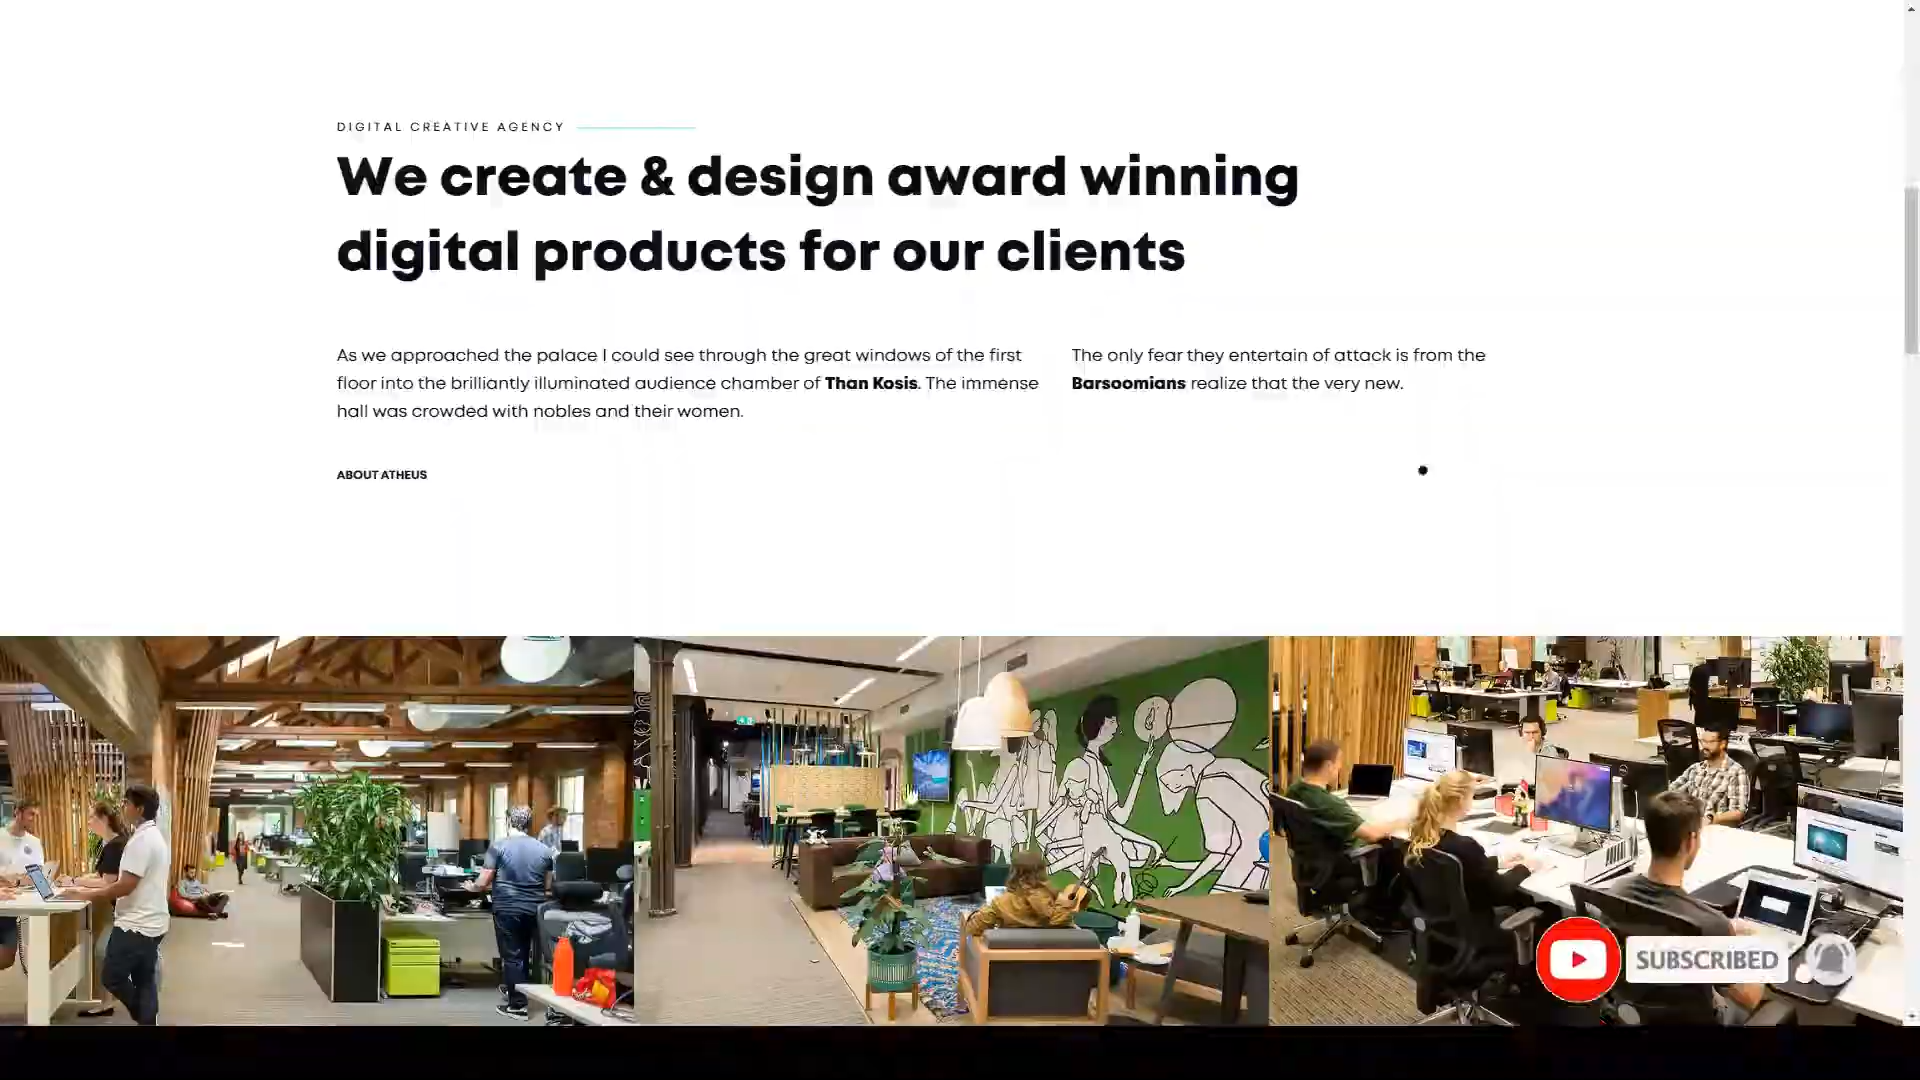 DIGITAL CREATIVE AGENCY
We create & design award winning
digital products for our clients
As we approached the palace I could see through the great windows of the first
floor into the brilliantly illuminated audience chamber of Than Kosis. The immense
hall was crowded with nobles and their women.
The only fear they entertain of attack is from the
Barsoomians realize that the very new.
ABOUT ATHEUS
SUBSCRIBED